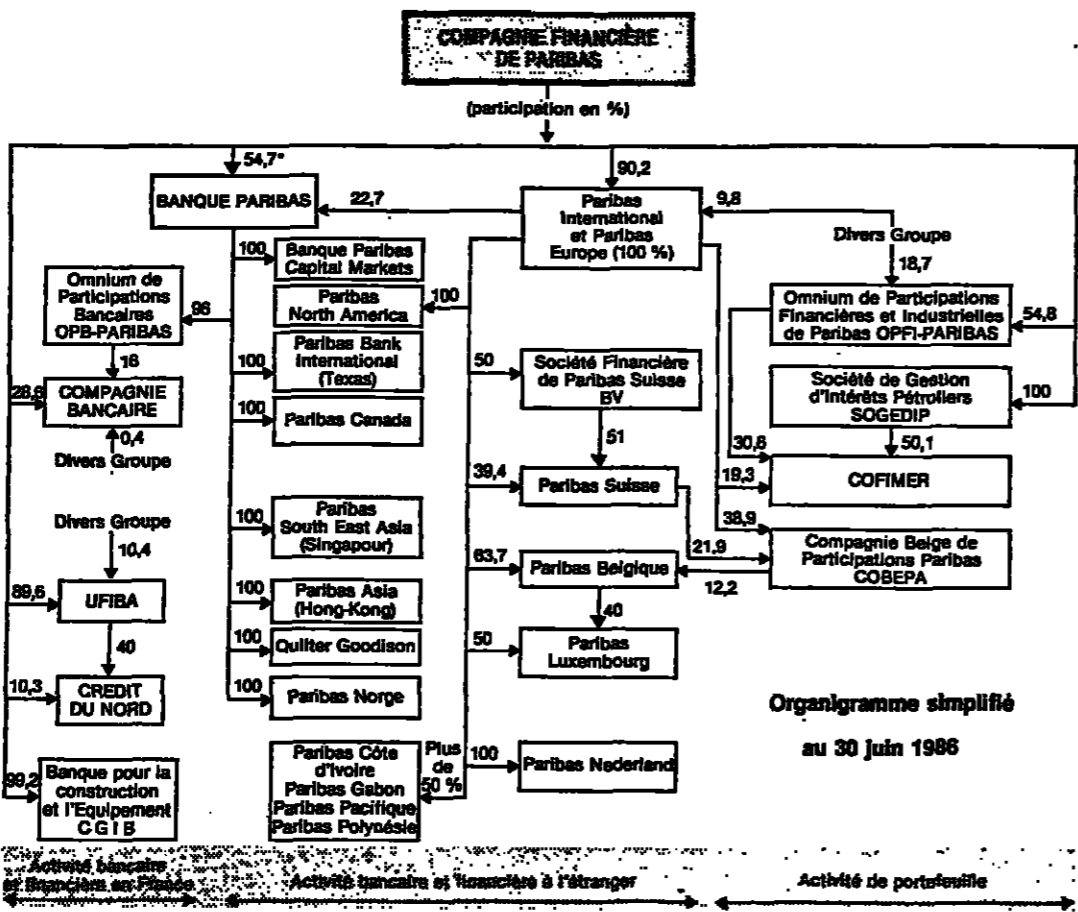 COMPAGNIE FINANCIÈRE
DE PARIBAS
(participation en %)
54,7*
90,2
BANQUE PARIBAS
22,7
Paribas
International
et Paribas
Europe (100 %)
9,8
Divers Groupe
18,7
100
Banque Paribas
Capital Markets
Omnium de
Participations
Bancaires
OPB-PARIBAS
96
Paribas
North America
100
Omnium de Participations
Financières et Industrielles
de Paribas OPFI-PARIBAS
54,8
16
100
Paribas Bank
International
(Texas)
50
Société Financière
de Paribas Suisse
BV
Société de Gestion
d'Intérêts Pétroliers
SOGEDIP
100
28,6
COMPAGNIE
BANCAIRE
100
Paribas Canada
0,4
Divers Groupe
51
30,6
50,1
39,4
Paribas Suisse
19,3
COFIMER
Divers Groupe
10,4
100
Paribas
South East Asia
(Singapour)
38,9
21,9
Compagnie Belge de
Participations Paribas
COBEPA
63,7
Paribas Belgique
12,2
89,6
UFIBA
100
Paribas Asia
(Hong-Kong)
40
40
100
Quilter Goodison
50
Paribas
Luxembourg
10,3
CREDIT
DU NORD
100
Paribas Norge
Organigramme simplifié
au 30 juin 1986
99,2
Banque pour la
construction
et l'Equipement
C G I B
Paribas Côte
d'Ivoire
Paribas Gabon
Paribas Pacifique
Paribas Polynésie
Plus
de
50 %
100
Paribas Nederland
Activité bancaire
et financière en France
Activité bancaire et financière à l'étranger
Activité de portefeuille